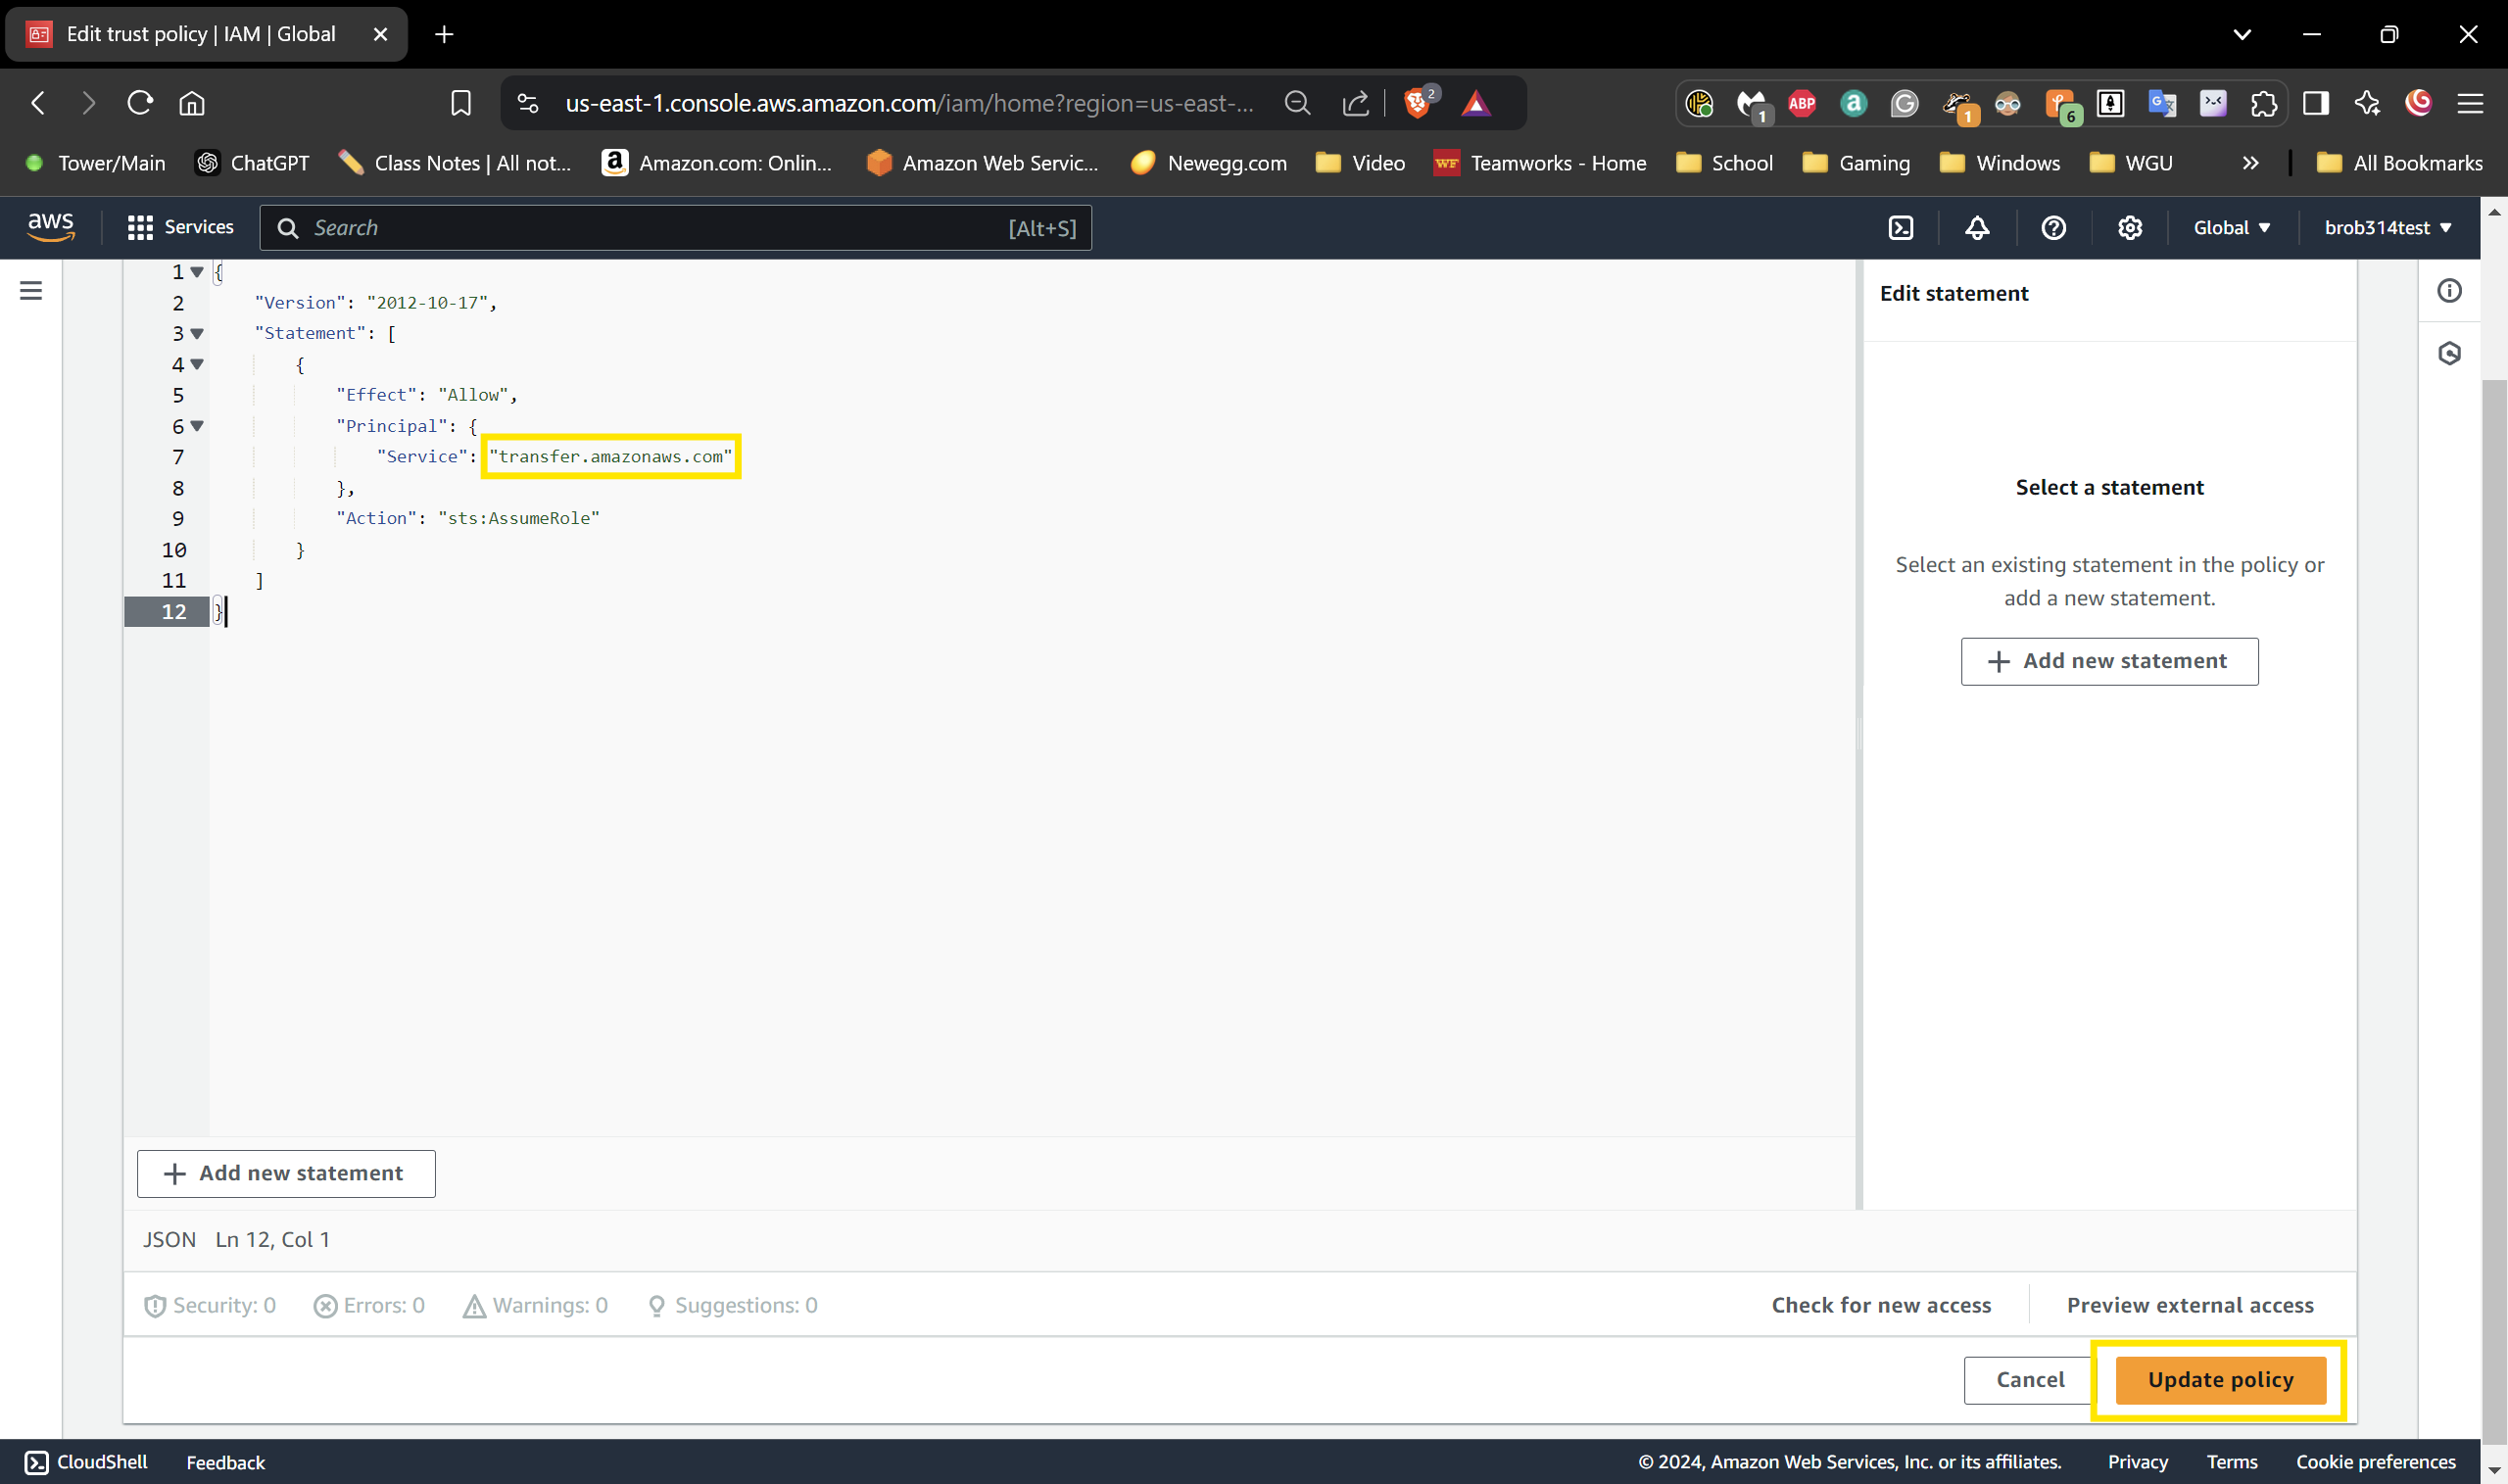 Edit trust policy | IAM | Global
us-east-1.console.aws.amazon.com/iam/home?region=us-east-...
2
1
ABP
a
1
6
Tower/Main
ChatGPT
Class Notes | All not...
a
Amazon.com: Onlin...
Amazon Web Servic...
Newegg.com
Video
WF
Teamworks - Home
School
Gaming
Windows
WGU
»
All Bookmarks
aws
Services
Search
[Alt+S]
Global
brob314test
1 {
2 "Version": "2012-10-17",
3 "Statement": [
4 {
5 "Effect": "Allow",
6 "Principal": {
7 "Service": "transfer.amazonaws.com"
8 },
9 "Action": "sts:AssumeRole"
10 }
11 ]
12 }
Edit statement
Select a statement
Select an existing statement in the policy or
add a new statement.
+ Add new statement
+ Add new statement
JSON Ln 12, Col 1
Security: 0
Errors: 0
Warnings: 0
Suggestions: 0
Check for new access
Preview external access
Cancel
Update policy
CloudShell
Feedback
© 2024, Amazon Web Services, Inc. or its affiliates.
Privacy
Terms
Cookie preferences